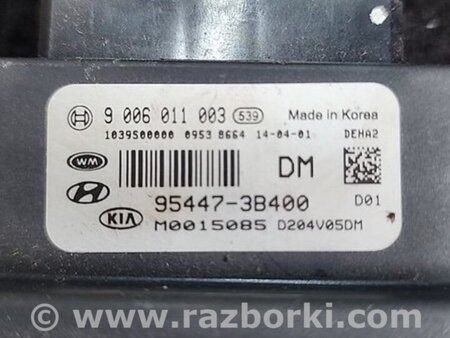 9 006 011 003 539 Made in Korea
1039S00000 0953 8664 14-04-01 DEHA2
WM
DM
95447-3B400 D01
KIA M0015085 D204V05DM
© www.razborki.com